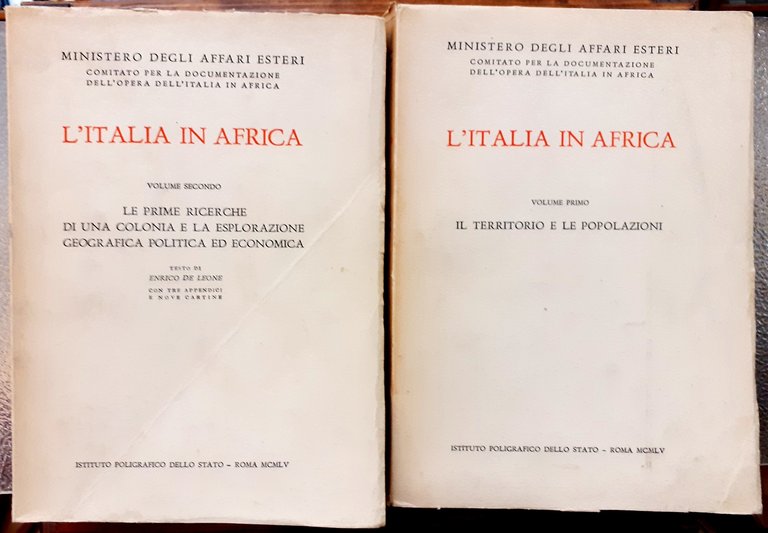 MINISTERO DEGLI AFFARI ESTERI
COMITATO PER LA DOCUMENTAZIONE
DELL'OPERA DELL'ITALIA IN AFRICA
L'ITALIA IN AFRICA
VOLUME SECONDO
LE PRIME RICERCHE
DI UNA COLONIA E LA ESPLORAZIONE
GEOGRAFICA POLITICA ED ECONOMICA
TESTO DI
ENRICO DE LEONE
CON TRE APPENDICI
E NOVE CARTINE
ISTITUTO POLIGRAFICO DELLO STATO - ROMA MCMLV
MINISTERO DEGLI AFFARI ESTERI
COMITATO PER LA DOCUMENTAZIONE
DELL'OPERA DELL'ITALIA IN AFRICA
L'ITALIA IN AFRICA
VOLUME PRIMO
IL TERRITORIO E LE POPOLAZIONI
ISTITUTO POLIGRAFICO DELLO STATO - ROMA MCMLV